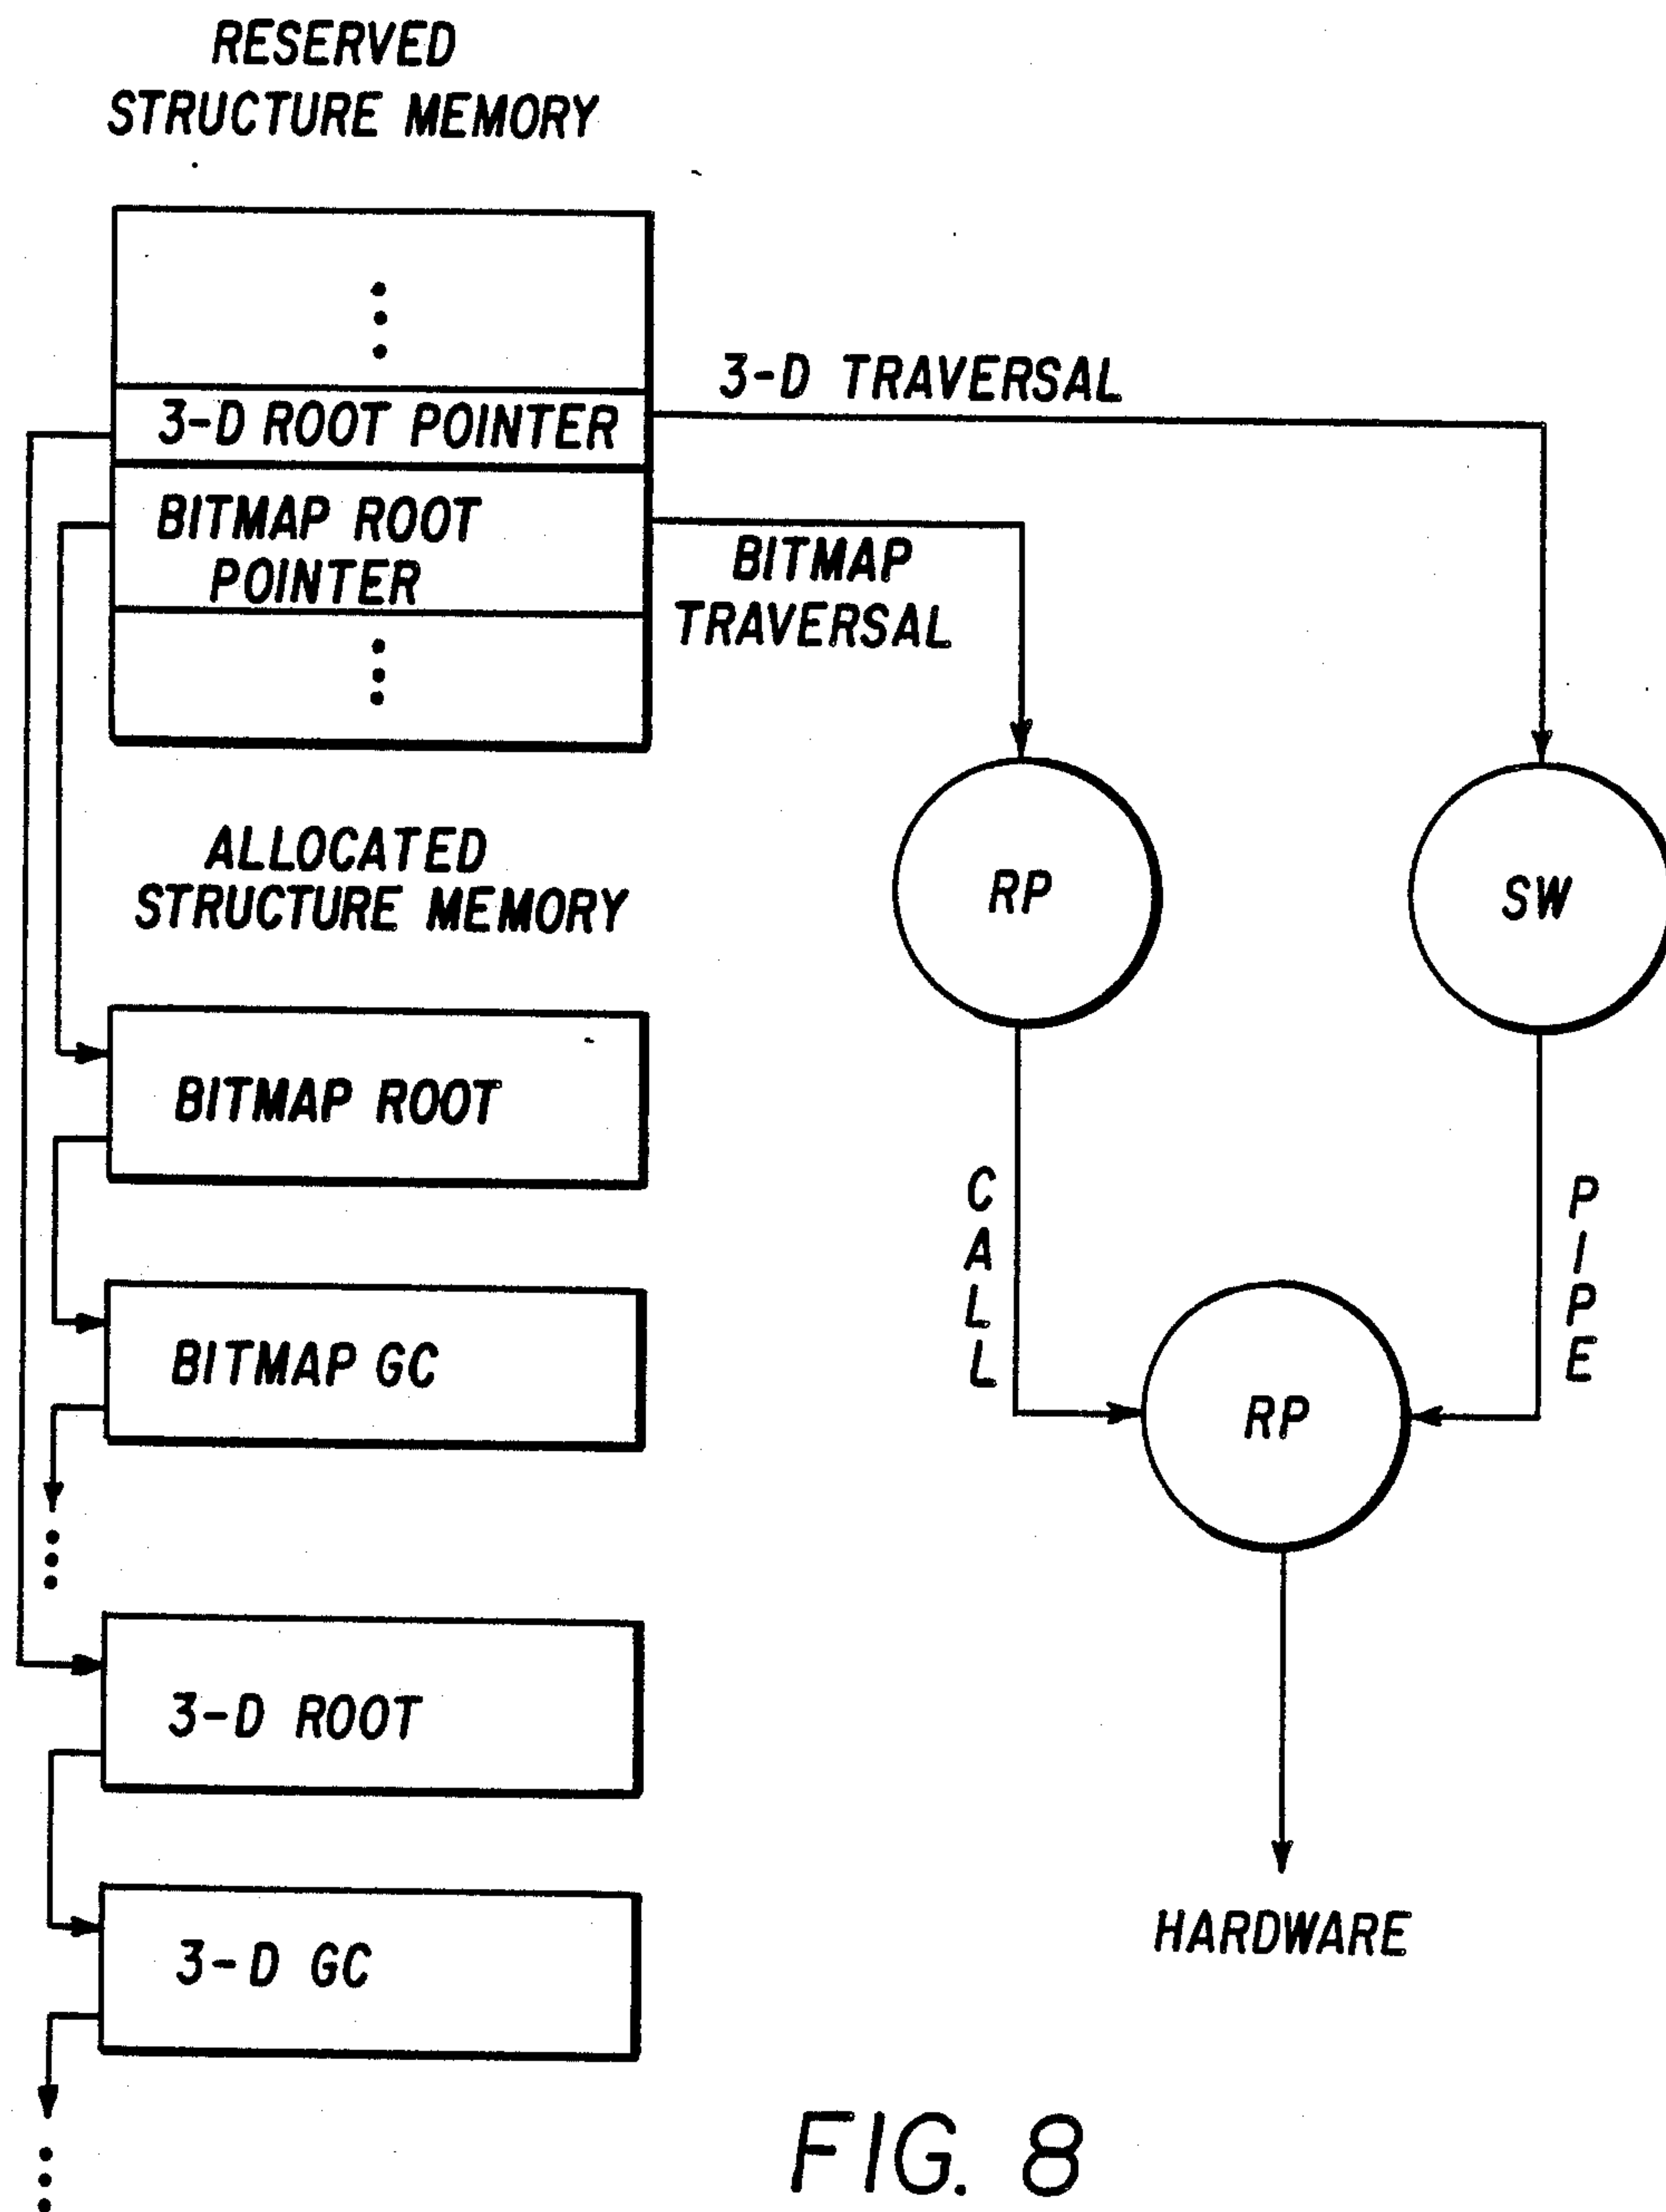 RESERVED
STRUCTURE MEMORY
3-D TRAVERSAL
3-D ROOT POINTER
BITMAP ROOT
POINTER
BITMAP
TRAVERSAL
ALLOCATED
STRUCTURE MEMORY
RP
SW
BITMAP ROOT
CALL
PIPE
BITMAP GC
RP
3-D ROOT
HARDWARE
3-D GC
FIG. 8